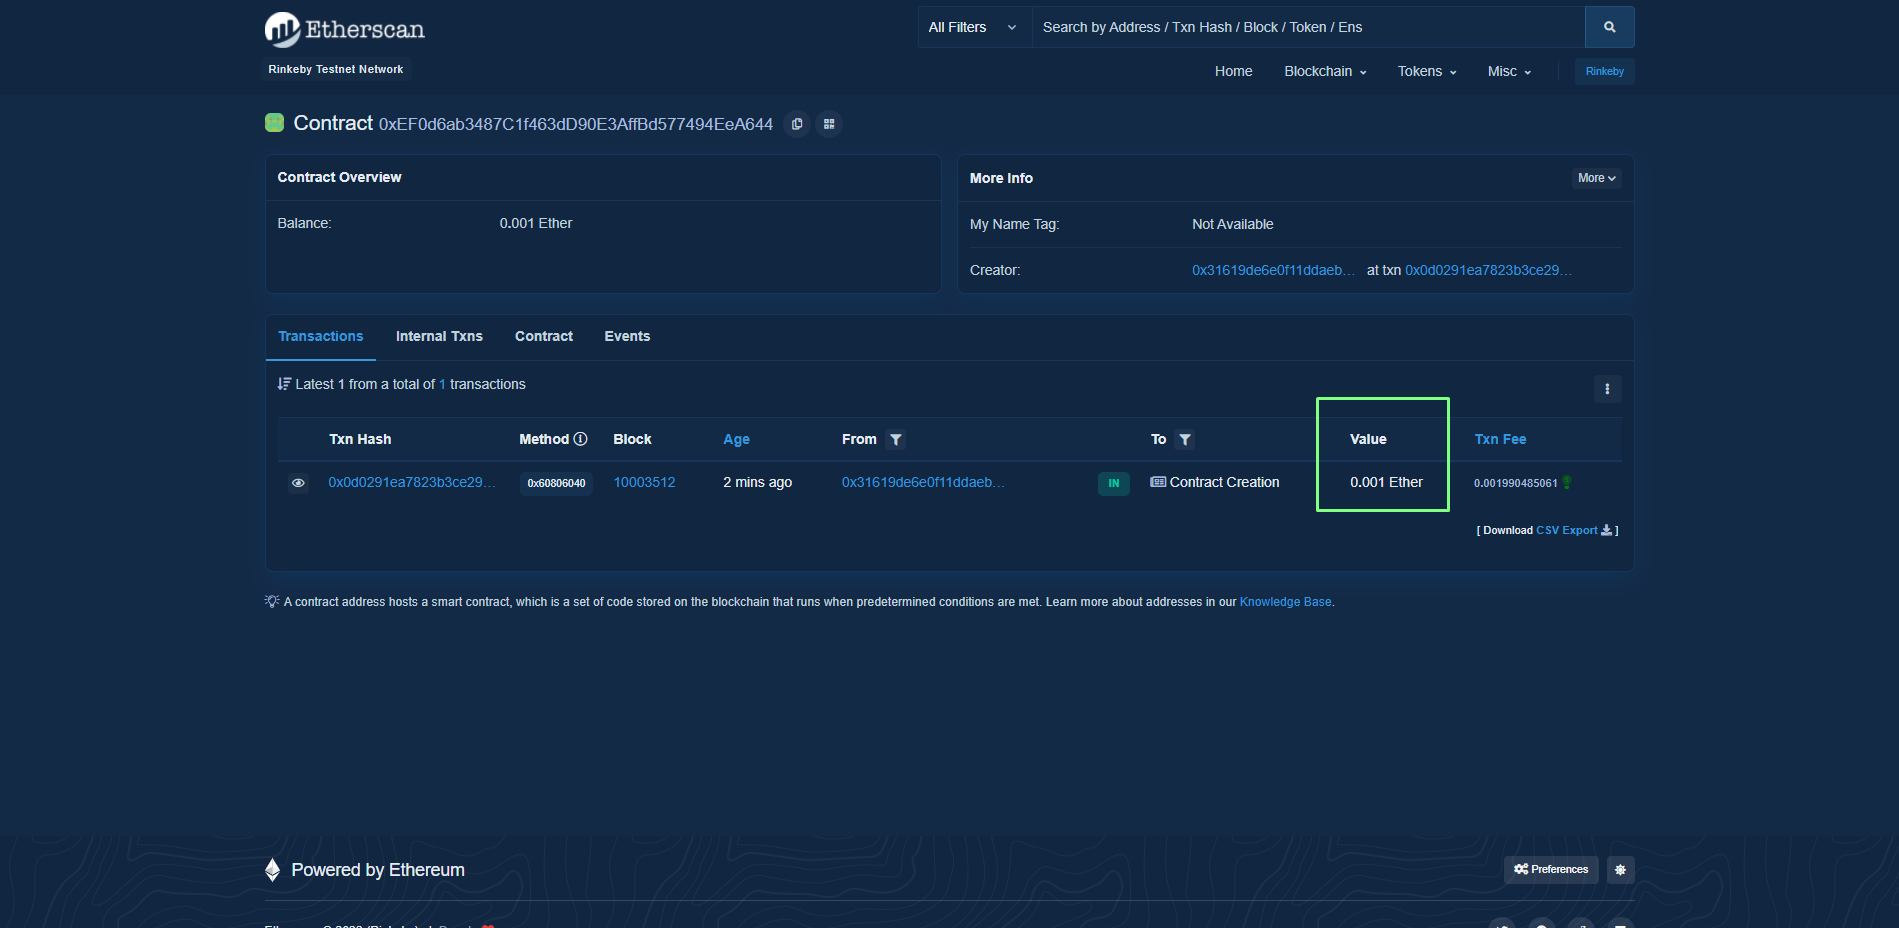 Etherscan
All Filters
Search by Address / Txn Hash / Block / Token / Ens
Rinkeby Testnet Network
Home Blockchain Tokens Misc Rinkeby
Contract 0xEF0d6ab3487C1f463dD90E3AffBd577494EeA644
Contract Overview
Balance: 0.001 Ether
More Info More
My Name Tag: Not Available
Creator: 0x31619de6e0f11ddaeb... at txn 0x0d0291ea7823b3ce29...
Transactions Internal Txns Contract Events
Latest 1 from a total of 1 transactions
Txn Hash Method Block Age From To Value Txn Fee
0x0d0291ea7823b3ce29... 0x60806040 10003512 2 mins ago 0x31619de6e0f11ddaeb... IN Contract Creation 0.001 Ether 0.001990485061
[ Download CSV Export ]
A contract address hosts a smart contract, which is a set of code stored on the blockchain that runs when predetermined conditions are met. Learn more about addresses in our Knowledge Base.
Powered by Ethereum
Preferences